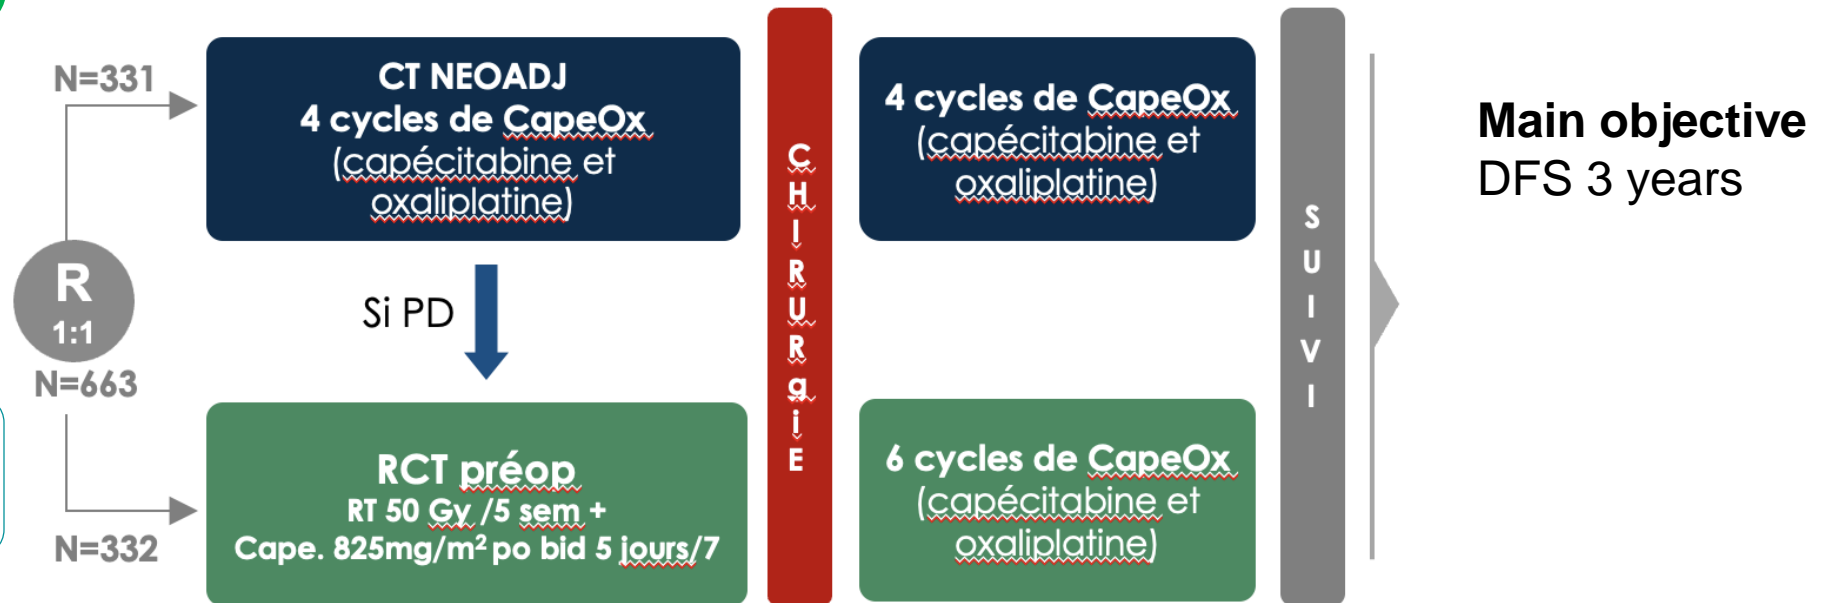 N=331
R
1:1
N=663
N=332
CT NEOADJ
4 cycles de CapeOx
(capécitabine et
oxaliplatine)
Si PD
RCT préop
RT 50 Gy /5 sem +
Cape. 825mg/m² po bid 5 jours/7
C
H
I
R
U
R
g
i
E
4 cycles de CapeOx
(capécitabine et
oxaliplatine)
6 cycles de CapeOx
(capécitabine et
oxaliplatine)
S
U
I
V
I
Main objective
DFS 3 years